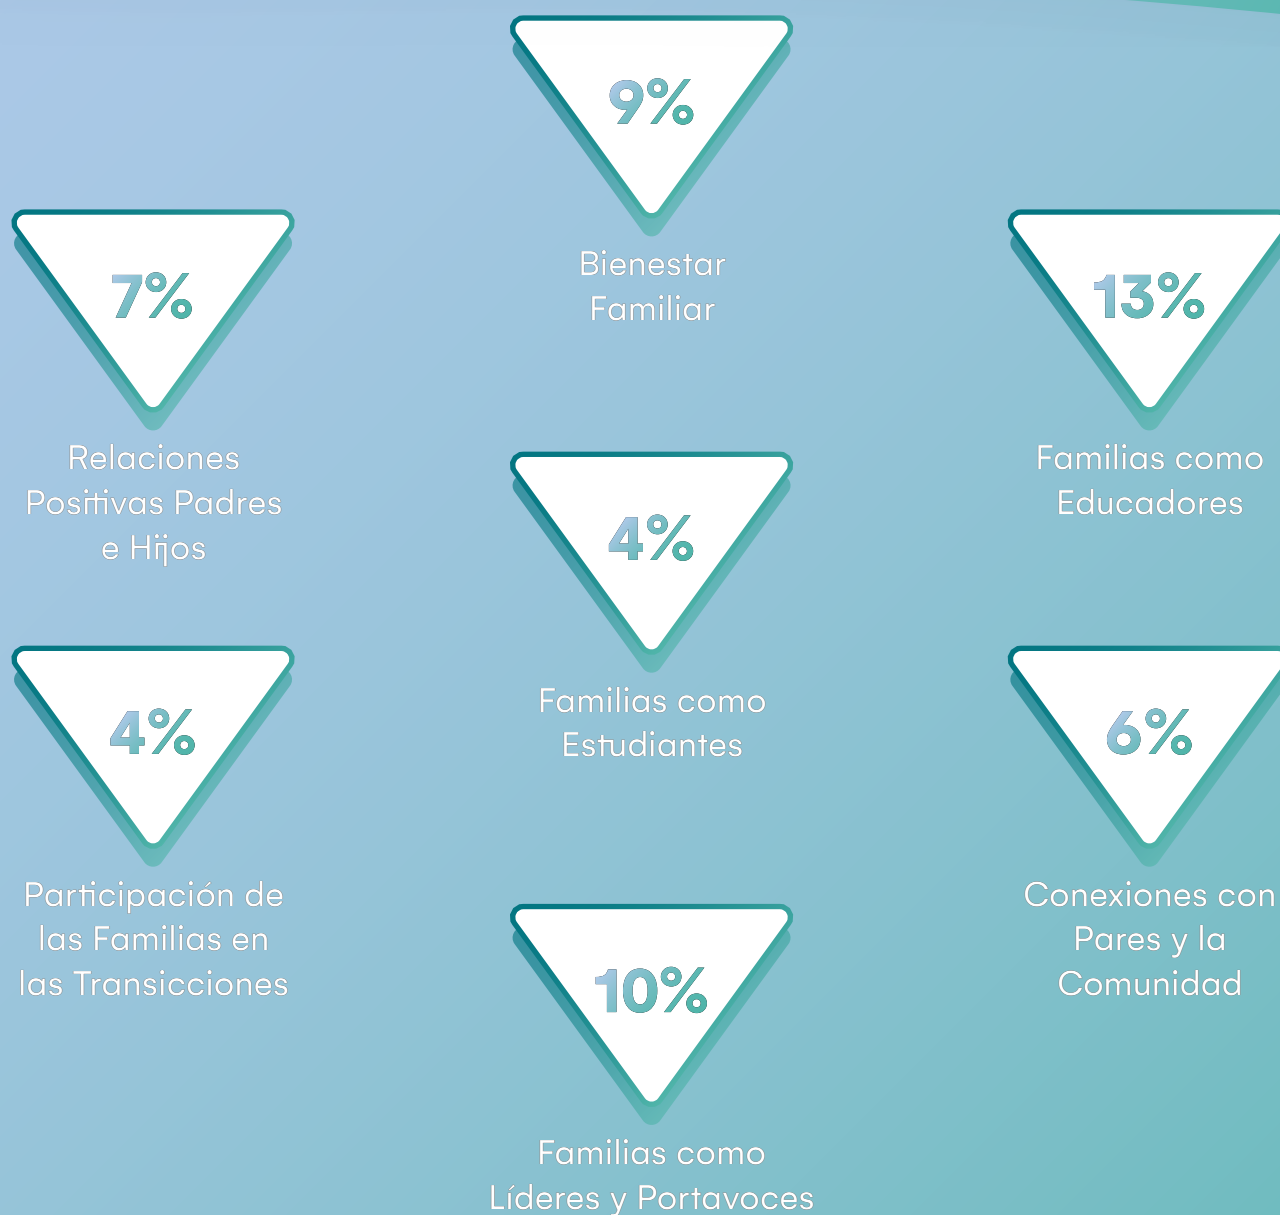 9%
Bienestar
Familiar
7%
Relaciones
Positivas Padres
e Hijos
13%
Familias como
Educadores
4%
Familias como
Estudiantes
4%
Participación de
las Familias en
las Transicciones
6%
Conexiones con
Pares y la
Comunidad
10%
Familias como
Líderes y Portavoces